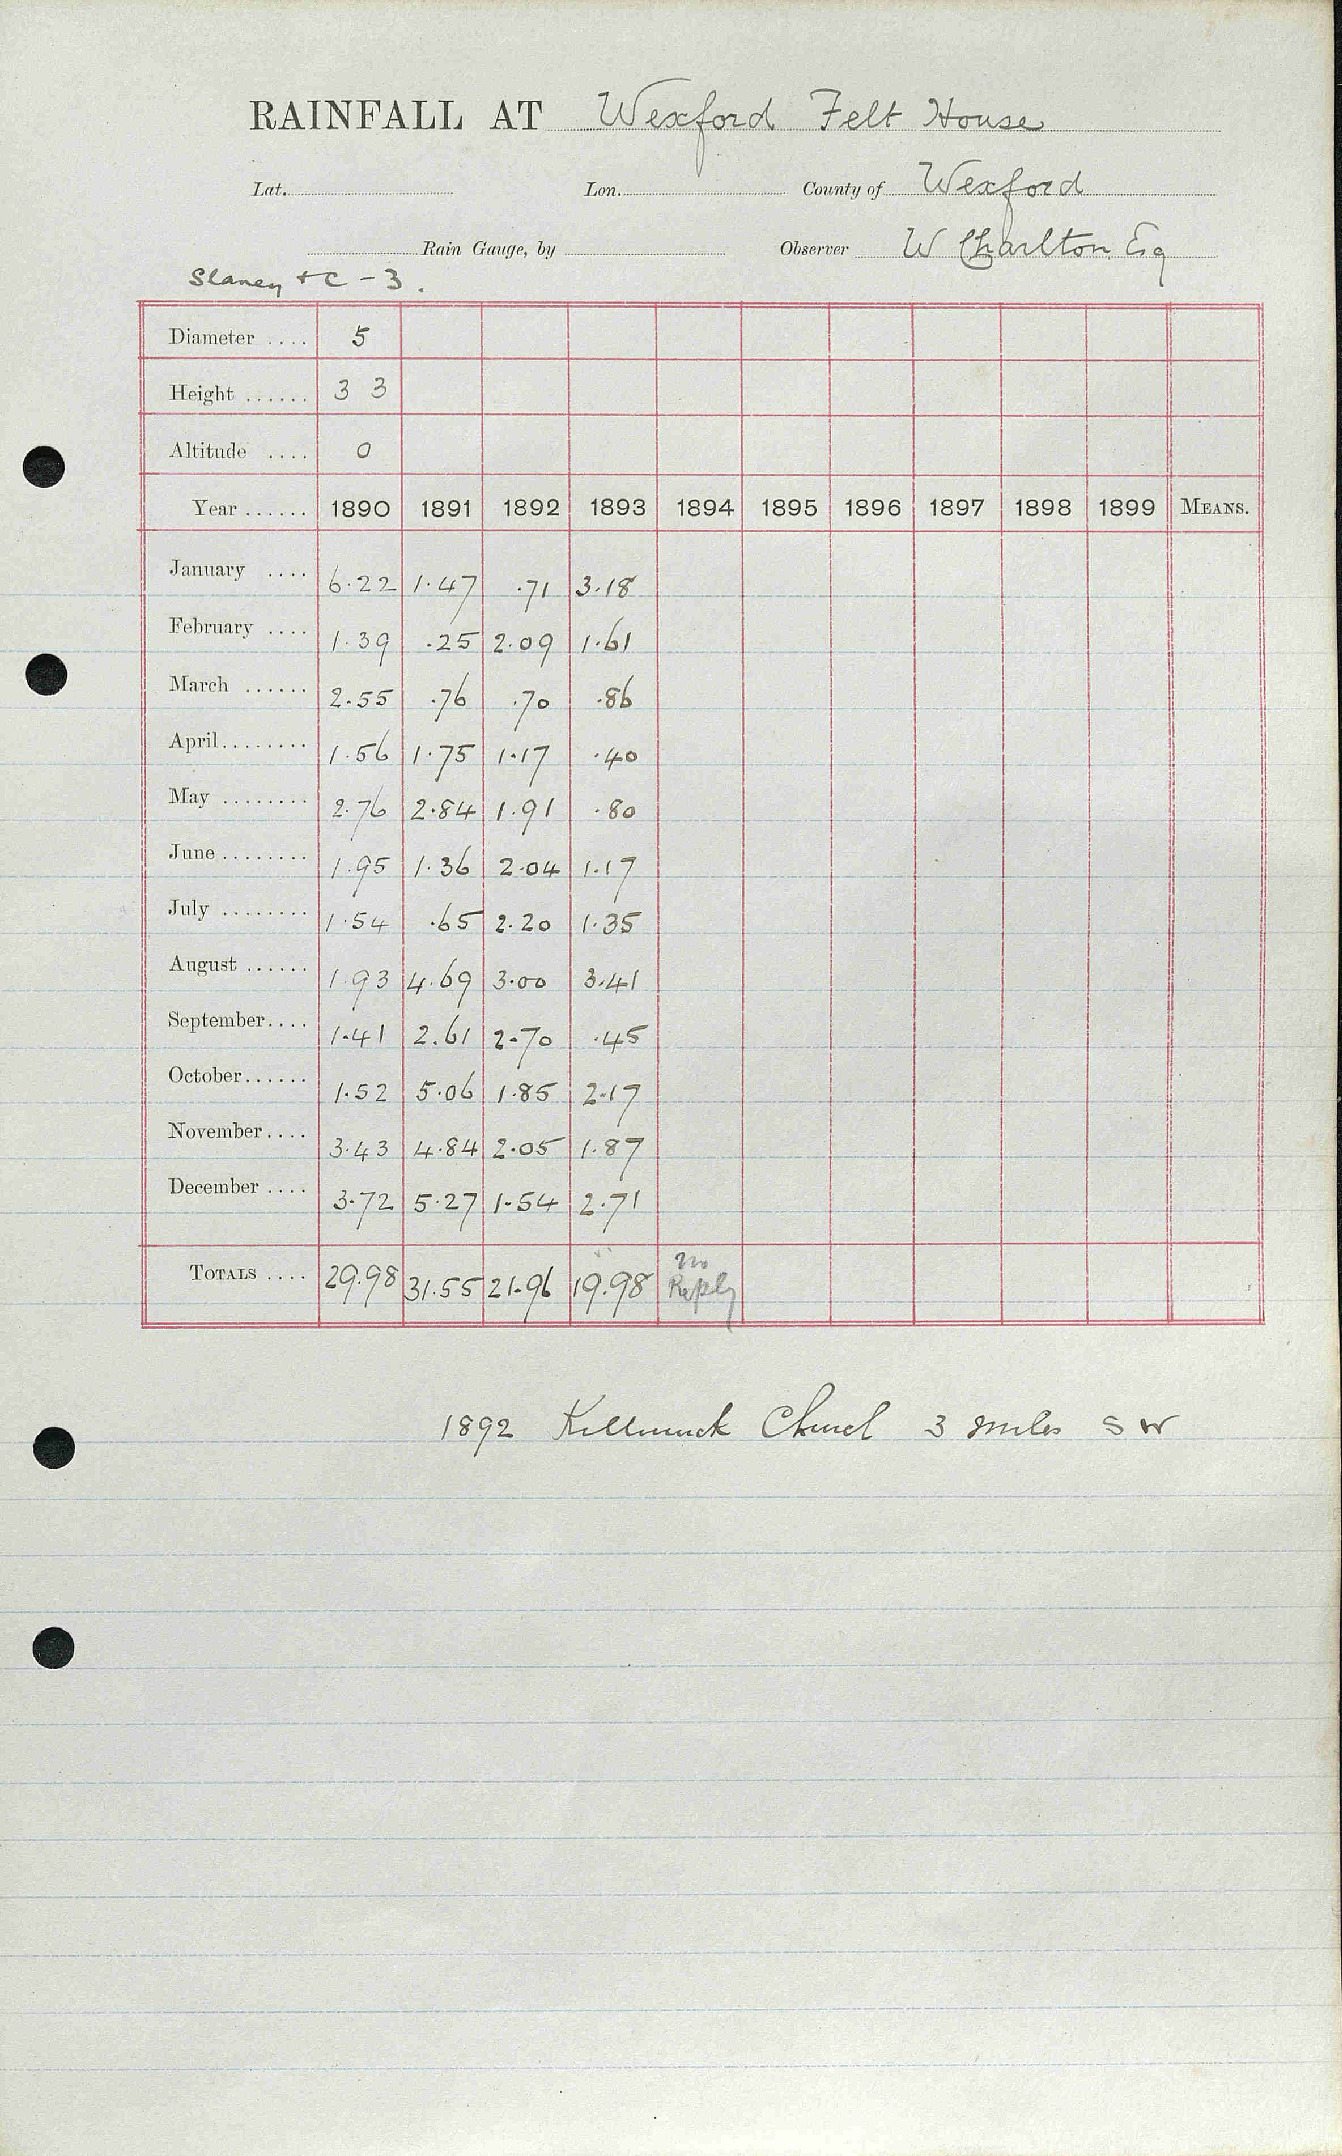 RAINFALL AT Wexford Felt House
Lat. Lon. County of Wexford
Rain Gauge, by Observer W Charlton Esq
Slaney + C - 3.
Diameter .... 5
Height ...... 3 3
Altitude .... 0
Year ...... 1890 1891 1892 1893 1894 1895 1896 1897 1898 1899 MEANS.
January .... 6.22 1.47 .71 3.18
February .... 1.39 .25 2.09 1.61
March ...... 2.55 .76 .70 .86
April ........ 1.56 1.75 1.17 .40
May ........ 2.76 2.84 1.91 .80
June ........ 1.95 1.36 2.04 1.17
July ........ 1.54 .65 2.20 1.35
August ...... 1.93 4.69 3.00 3.41
September.... 1.41 2.61 2.70 .45
October...... 1.52 5.06 1.85 2.17
November.... 3.43 4.84 2.05 1.87
December .... 3.72 5.27 1.54 2.71
TOTALS .... 29.98 31.55 21.96 19.98 No Reply
1892 Church 3 miles S W